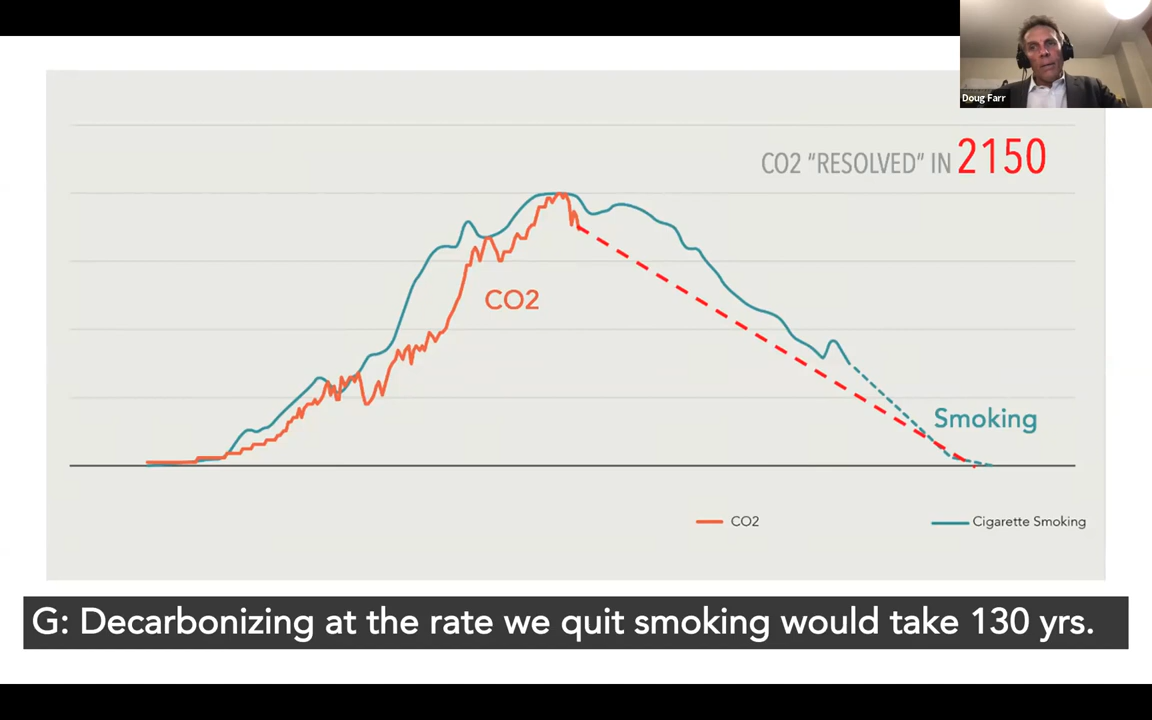 Doug Farr
CO2 “RESOLVED” IN 2150
CO2
Smoking
CO2
Cigarette Smoking
G: Decarbonizing at the rate we quit smoking would take 130 yrs.